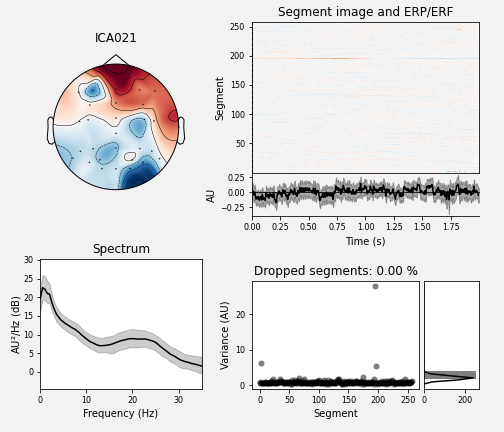 ICA021
Segment image and ERP/ERF
Segment
250
200
150
100
50
AU
0.25
0.00
−0.25
0.00 0.25 0.50 0.75 1.00 1.25 1.50 1.75
Time (s)
Spectrum
AU²/Hz (dB)
30
25
20
15
10
5
0
0 10 20 30
Frequency (Hz)
Dropped segments: 0.00 %
Variance (AU)
20
10
0
0 50 100 150 200 250
Segment
0 200